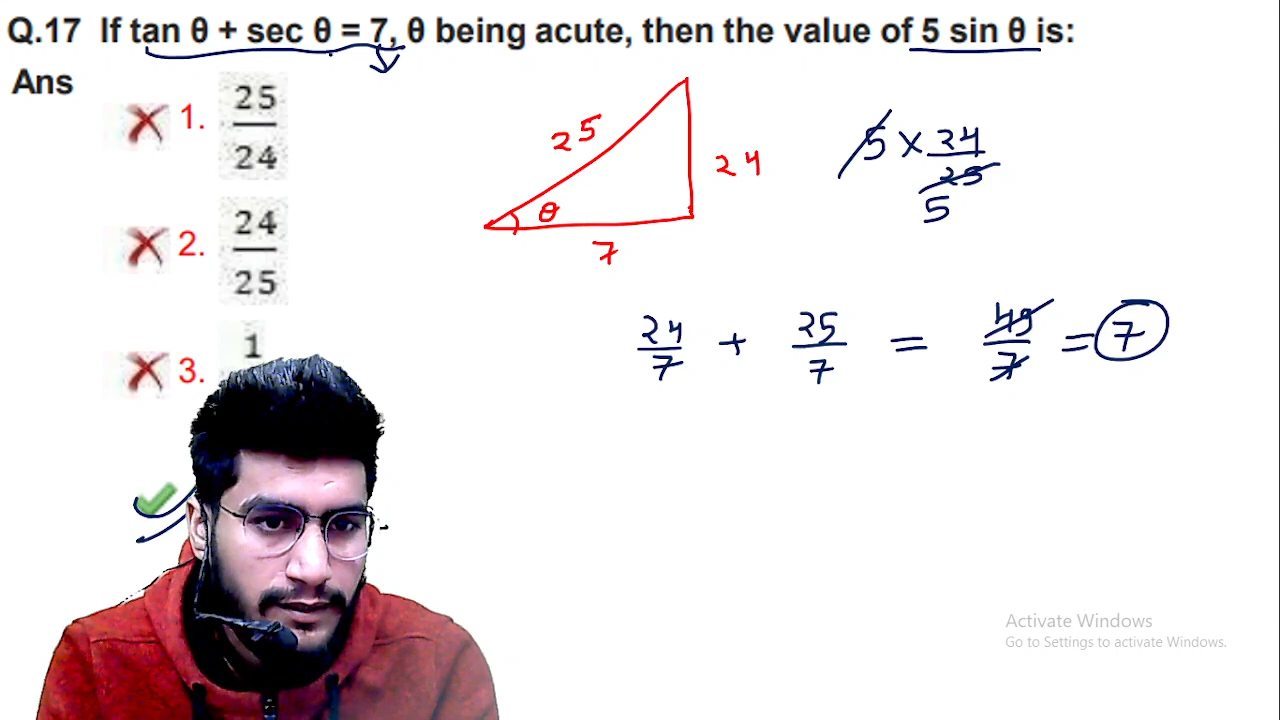 Q.17 If tan θ + sec θ = 7, θ being acute, then the value of 5 sin θ is:
Ans
1. 25/24
2. 24/25
3. 1
25
24
θ
7
5 × 24/25
5
24/7 + 25/7 = 49/7 = 7
Activate Windows
Go to Settings to activate Windows.